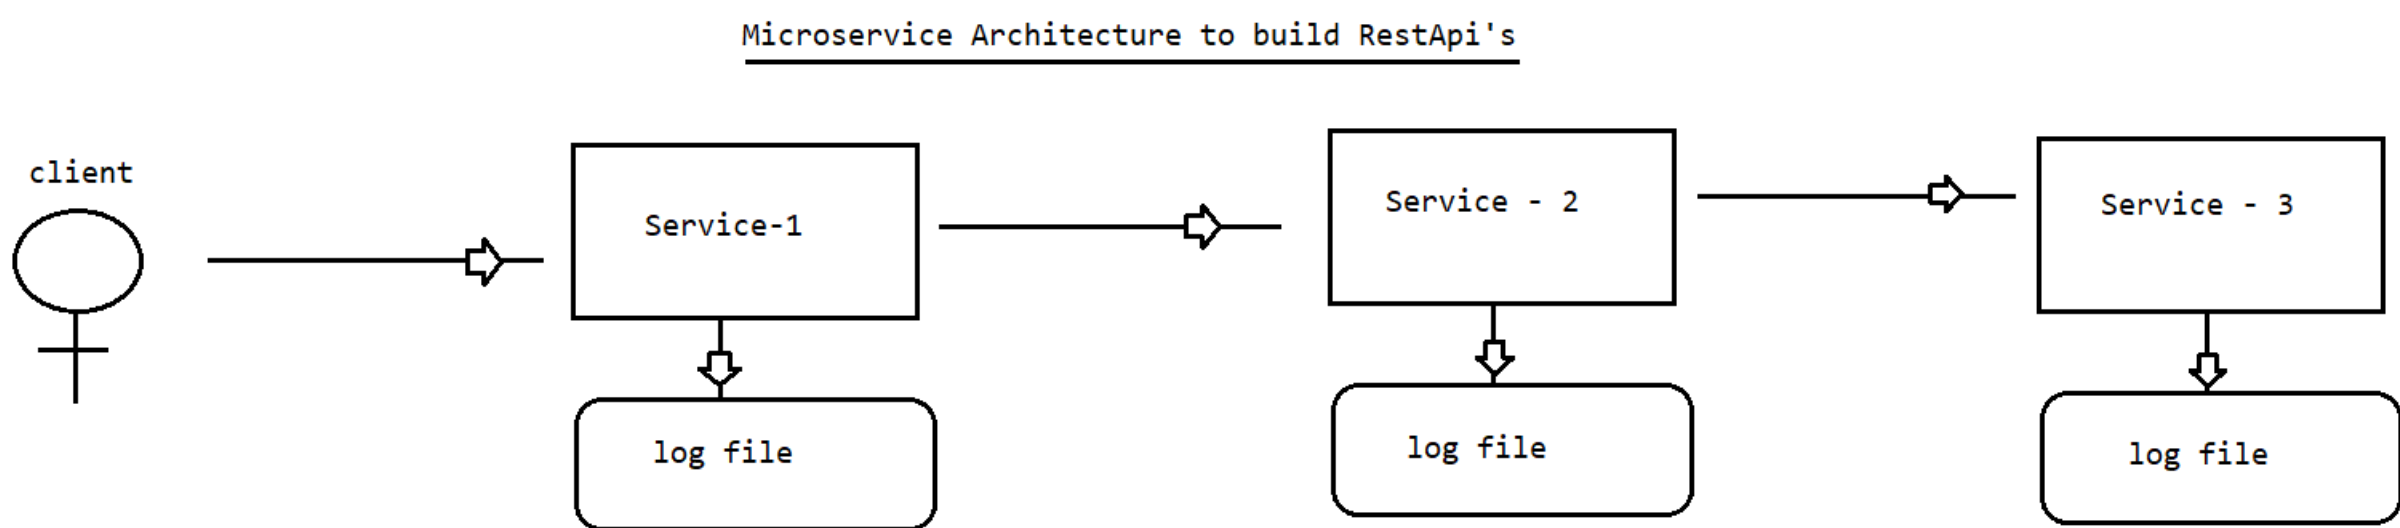 Microservice Architecture to build RestApi's
client
Service-1
Service - 2
Service - 3
log file
log file
log file